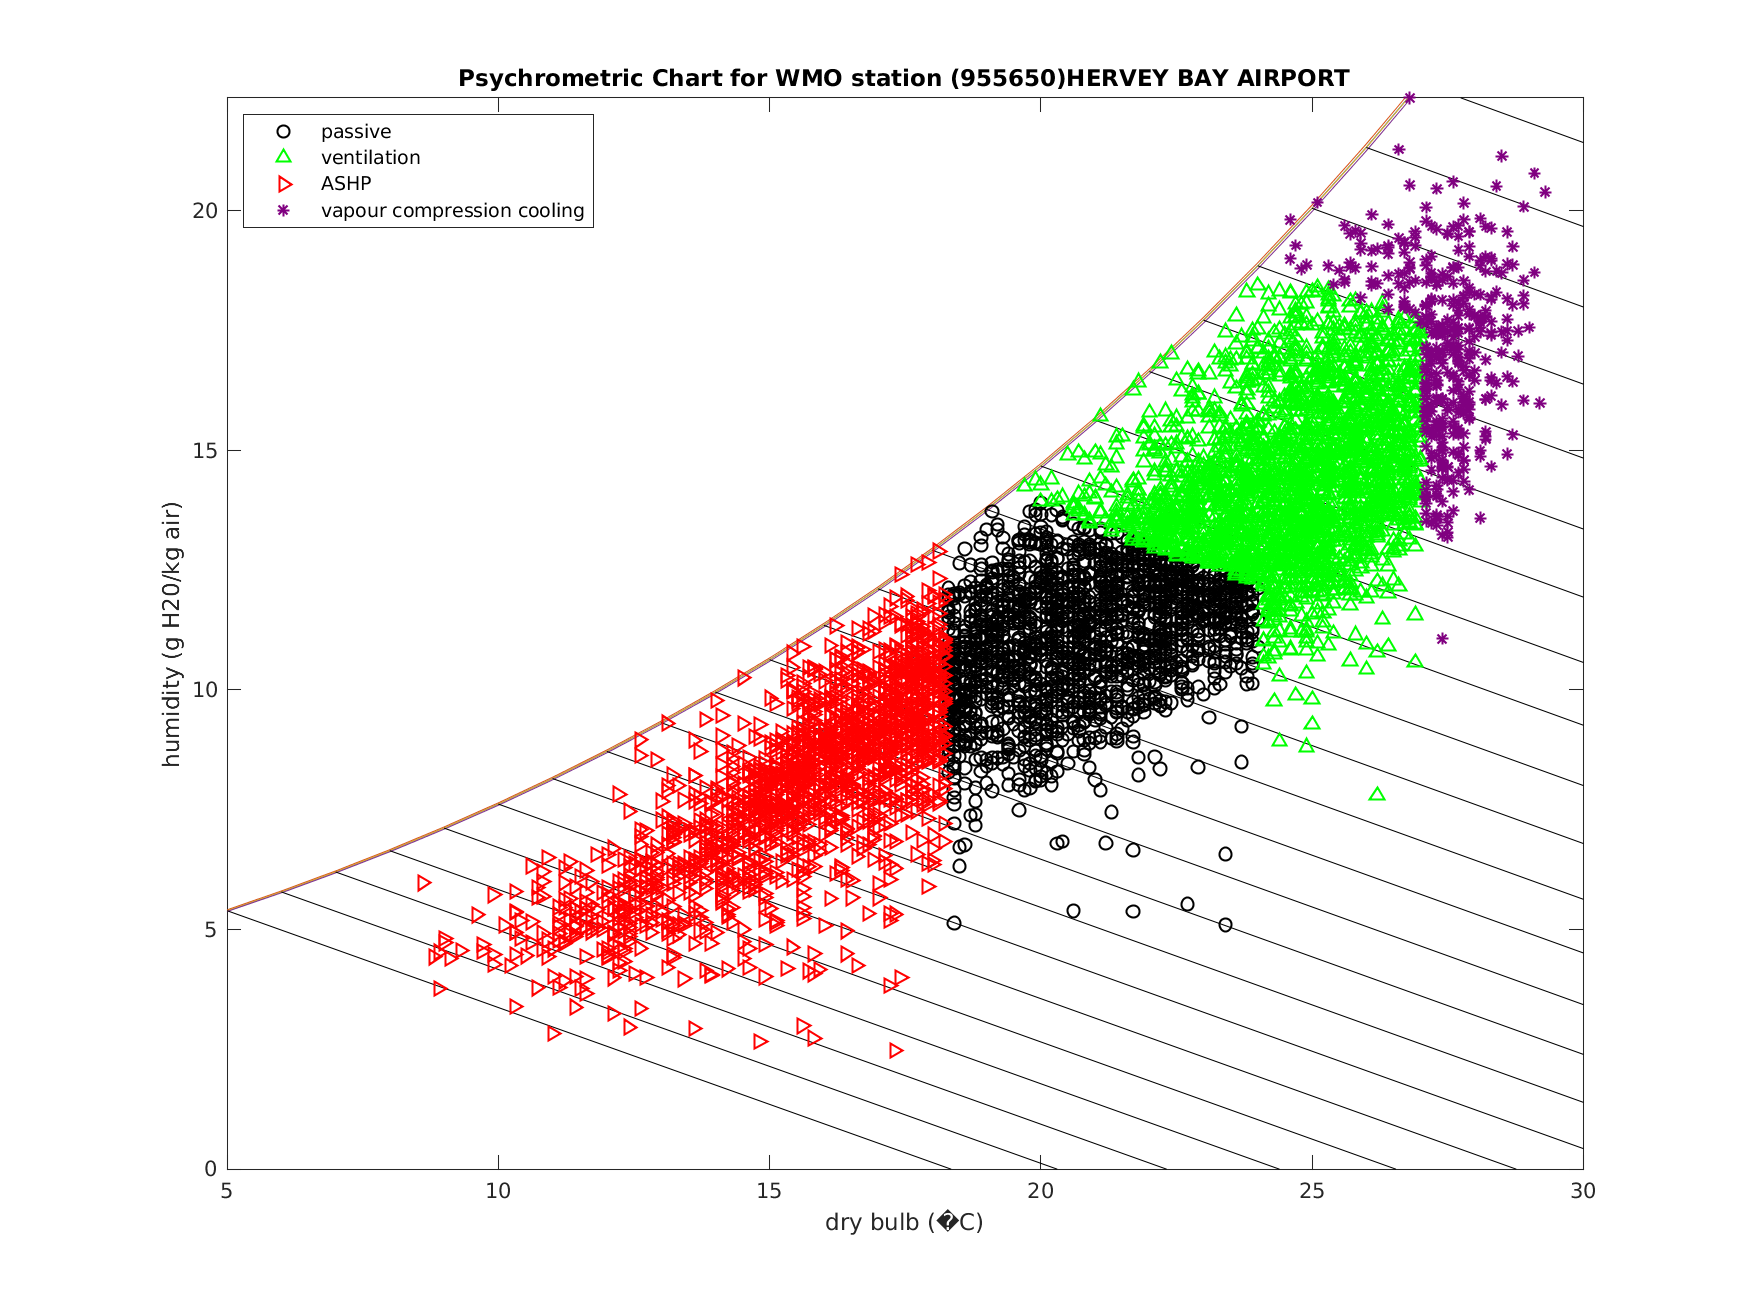 Psychrometric Chart for WMO station (955650)HERVEY BAY AIRPORT
passive
ventilation
ASHP
vapour compression cooling
20
15
10
5
0
humidity (g H20/kg air)
5 10 15 20 25 30
dry bulb (�C)